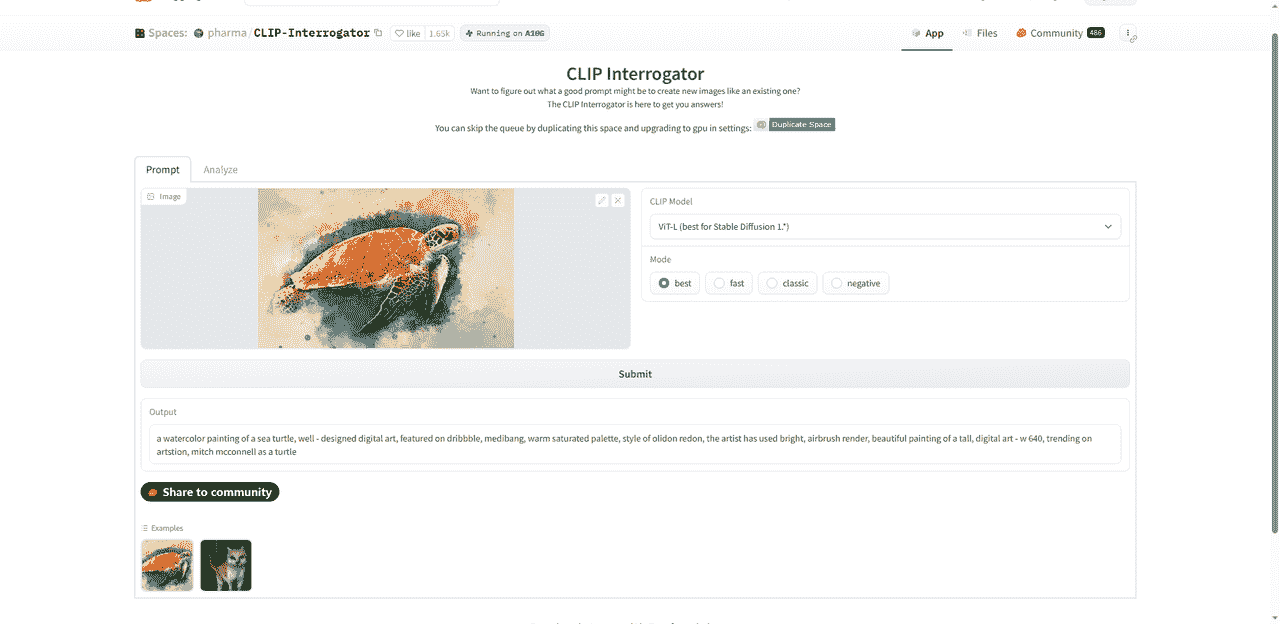 Spaces: pharma/CLIP-Interrogator like 1.65k Running on A10G App Files Community 486
CLIP Interrogator
Want to figure out what a good prompt might be to create new images like an existing one?
The CLIP Interrogator is here to get you answers!
You can skip the queue by duplicating this space and upgrading to gpu in settings: Duplicate Space
Prompt Analyze
Image
CLIP Model
ViT-L (best for Stable Diffusion 1.*)
Mode
best fast classic negative
Submit
Output
a watercolor painting of a sea turtle, well - designed digital art, featured on dribbble, medibang, warm saturated palette, style of olidon redon, the artist has used bright, airbrush render, beautiful painting of a tall, digital art - w 640, trending on
artstion, mitch mcconnell as a turtle
Share to community
Examples